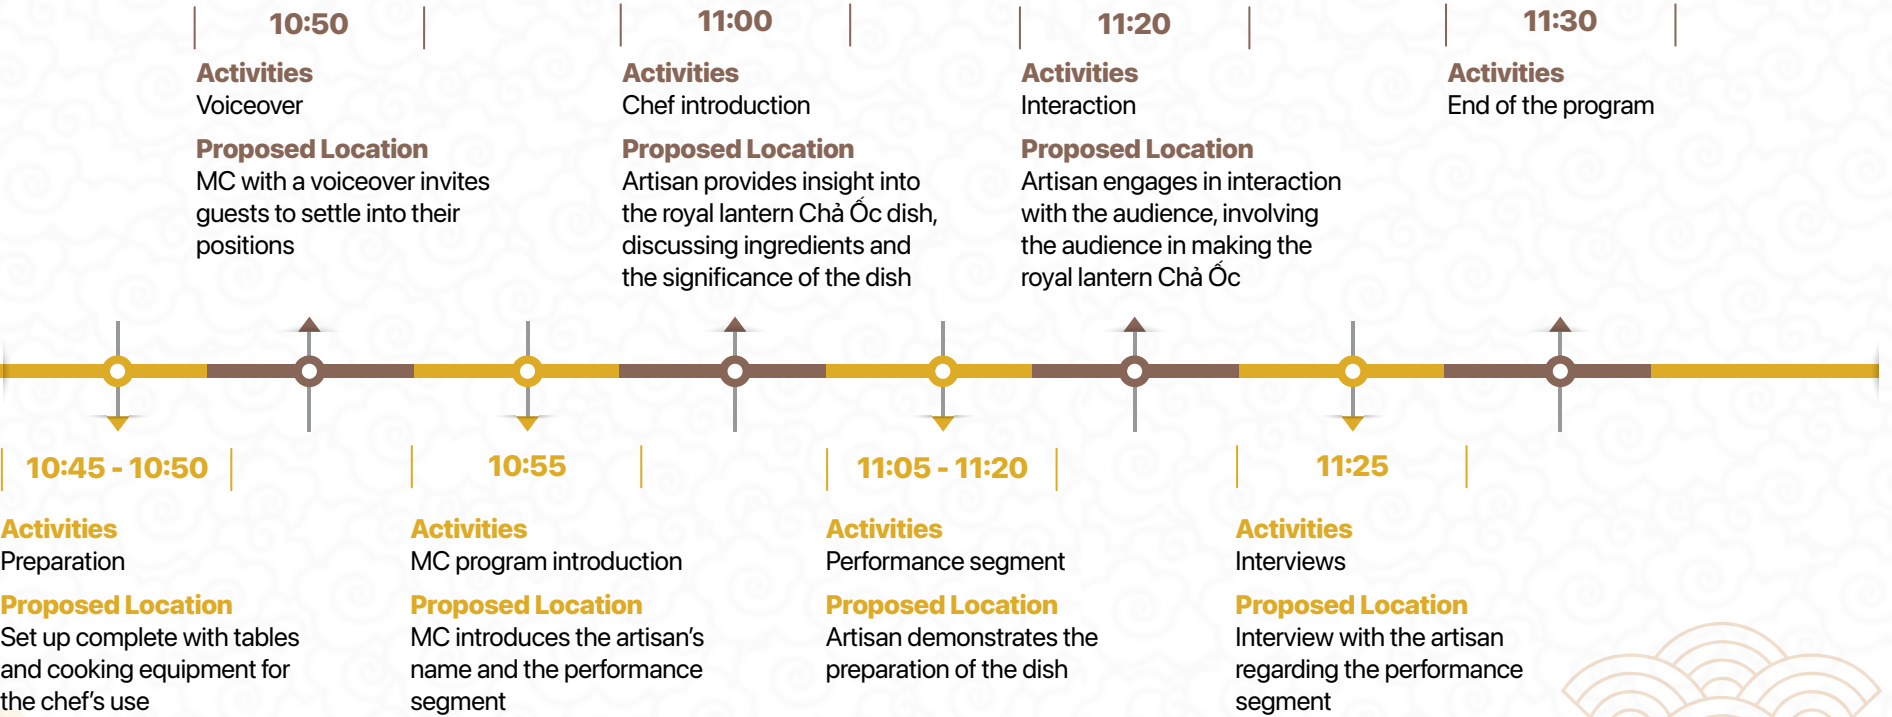 10:50
Activities
Voiceover
Proposed Location
MC with a voiceover invites
guests to settle into their
positions
11:00
Activities
Chef introduction
Proposed Location
Artisan provides insight into
the royal lantern Chả Ốc dish,
discussing ingredients and
the significance of the dish
11:20
Activities
Interaction
Proposed Location
Artisan engages in interaction
with the audience, involving
the audience in making the
royal lantern Chả Ốc
11:30
Activities
End of the program
10:45 - 10:50
Activities
Preparation
Proposed Location
Set up complete with tables
and cooking equipment for
the chef’s use
10:55
Activities
MC program introduction
Proposed Location
MC introduces the artisan’s
name and the performance
segment
11:05 - 11:20
Activities
Performance segment
Proposed Location
Artisan demonstrates the
preparation of the dish
11:25
Activities
Interviews
Proposed Location
Interview with the artisan
regarding the performance
segment